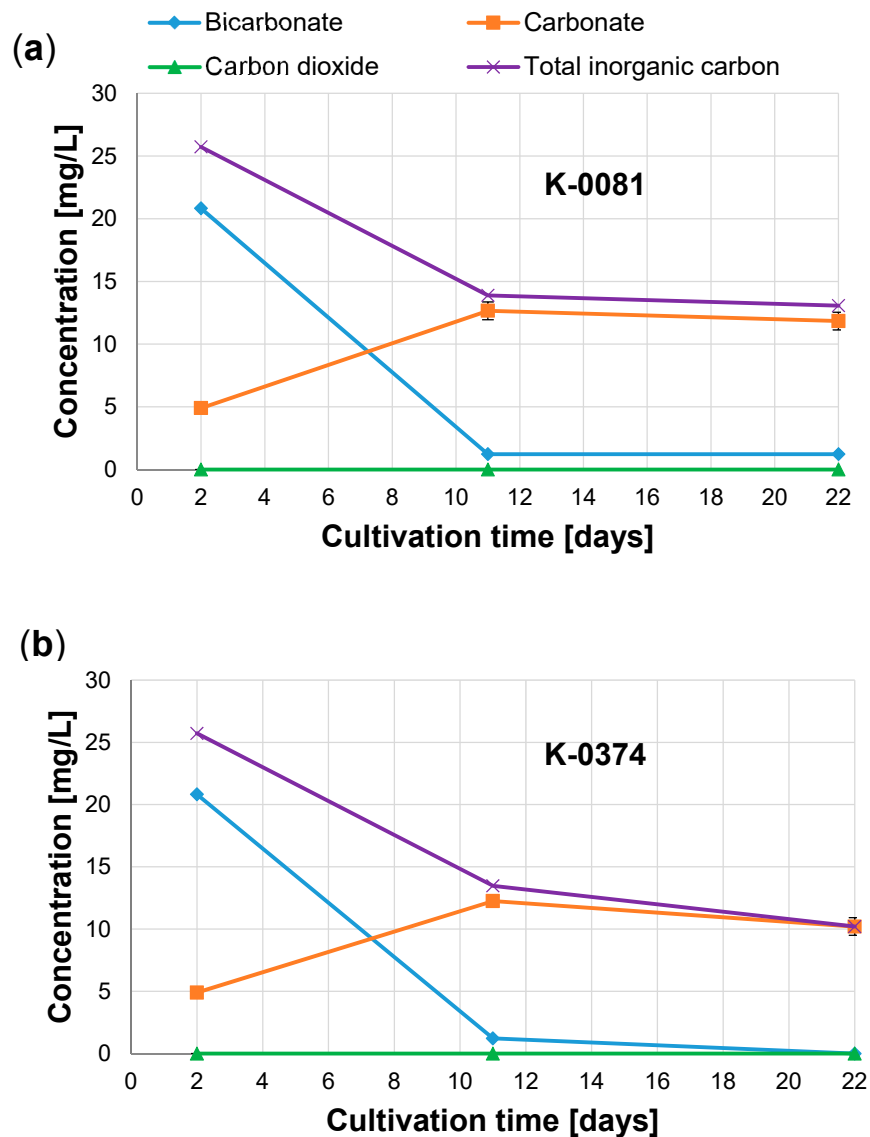 Bicarbonate Carbonate
(a)
Carbon dioxide Total inorganic carbon
30
25
20
15
10
5
0
K-0081
Concentration [mg/L]
0 2 4 6 8 10 12 14 16 18 20 22
Cultivation time [days]
(b)
30
25
20
15
10
5
0
K-0374
Concentration [mg/L]
0 2 4 6 8 10 12 14 16 18 20 22
Cultivation time [days]